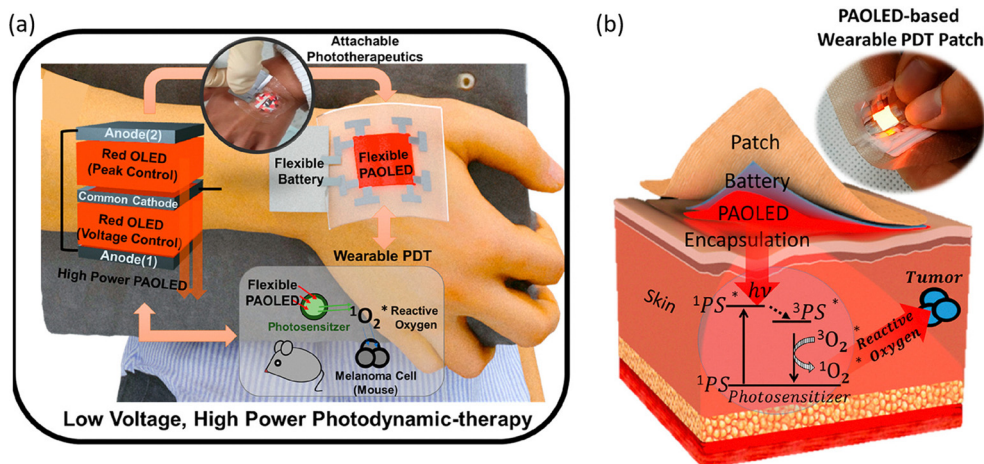 (a)
Attachable
Phototherapeutics
Anode(2)
Red OLED
(Peak Control)
Common Cathode
Red OLED
(Voltage Control)
Anode(1)
High Power PAOLED
Flexible
Battery
Flexible
PAOLED
Wearable PDT
Flexible
PAOLED
Photosensitzer
¹O₂ * Reactive
Oxygen
Melanoma Cell
(Mouse)
Low Voltage, High Power Photodynamic-therapy
(b)
PAOLED-based
Wearable PDT Patch
Patch
Battery
PAOLED
Encapsulation
Skin
hν
¹PS *
³PS *
³O₂ *
¹O₂ *
Reactive
Oxygen
Tumor
¹PS
Photosensitizer